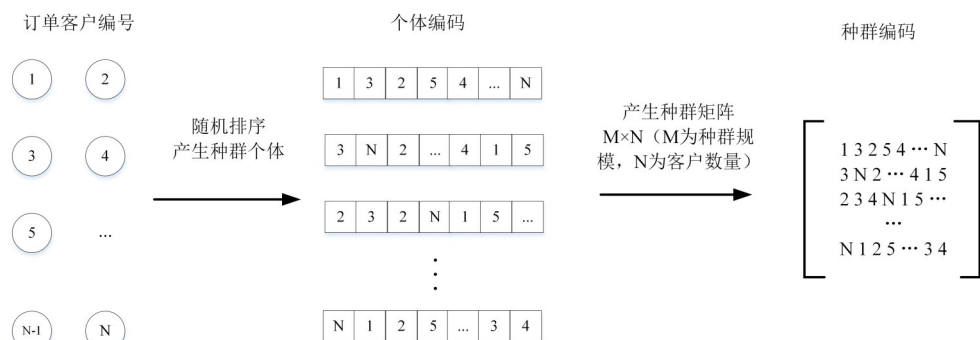 订单客户编号
个体编码
种群编码
1 2
3 4
5 ...
N-1 N
随机排序
产生种群个体
1 3 2 5 4 ... N
3 N 2 ... 4 1 5
2 3 2 N 1 5 ...
⋮
N 1 2 5 ... 3 4
产生种群矩阵
M×N（M为种群规
模，N为客户数量）
1 3 2 5 4 ··· N
3 N 2 ··· 4 1 5
2 3 4 N 1 5 ···
···
N 1 2 5 ··· 3 4